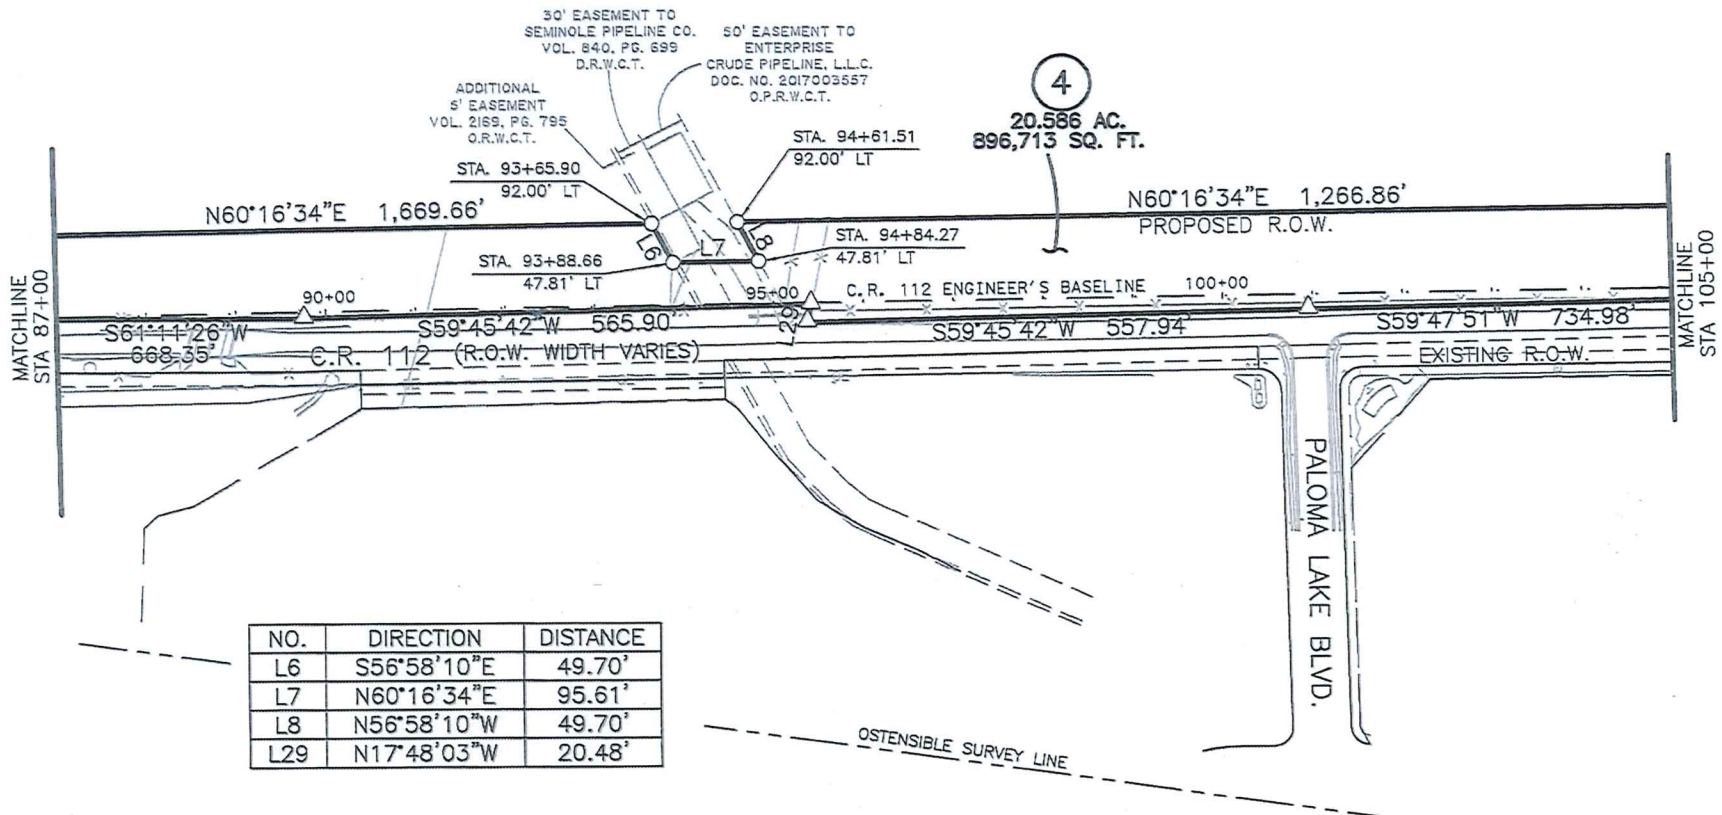 30' EASEMENT TO
SEMINOLE PIPELINE CO.
VOL. 840, PG. 699
D.R.W.C.T.
50' EASEMENT TO
ENTERPRISE
CRUDE PIPELINE, L.L.C.
DOC. NO. 2017003557
O.P.R.W.C.T.
ADDITIONAL
5' EASEMENT
VOL. 2169, PG. 795
O.R.W.C.T.
4
20.586 AC.
896,713 SQ. FT.
STA. 94+61.51
92.00' LT
STA. 93+65.90
92.00' LT
N60°16'34"E 1,669.66'
N60°16'34"E 1,266.86'
PROPOSED R.O.W.
L6
L7
L8
STA. 94+84.27
47.81' LT
STA. 93+88.66
47.81' LT
MATCHLINE
STA 87+00
MATCHLINE
STA 105+00
90+00
95+00
C.R. 112 ENGINEER'S BASELINE
100+00
S61°11'26"W
668.35'
S59°45'42"W 565.90'
L29
S59°45'42"W 557.94'
S59°47'51"W 734.98'
C.R. 112 (R.O.W. WIDTH VARIES)
EXISTING R.O.W.
PALOMA LAKE BLVD.
NO. DIRECTION DISTANCE
L6 S56°58'10"E 49.70'
L7 N60°16'34"E 95.61'
L8 N56°58'10"W 49.70'
L29 N17°48'03"W 20.48'
OSTENSIBLE SURVEY LINE